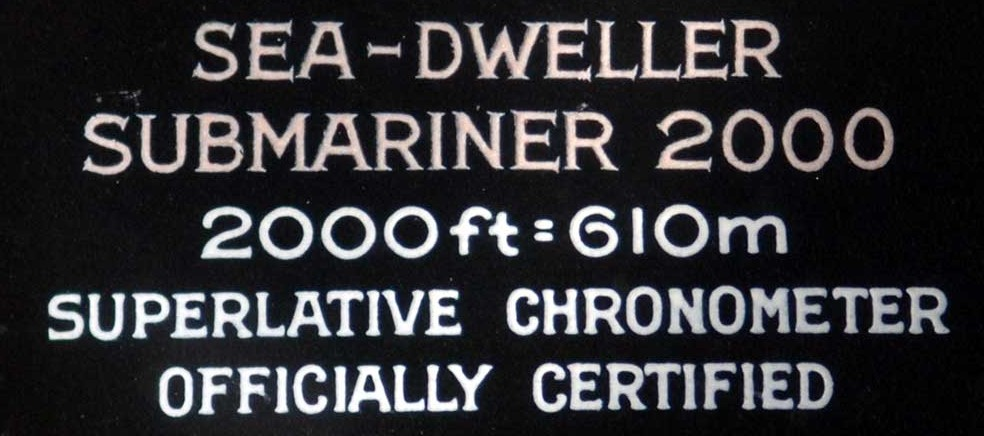 SEA-DWELLER
SUBMARINER 2000
2000ft=610m
SUPERLATIVE CHRONOMETER
OFFICIALLY CERTIFIED